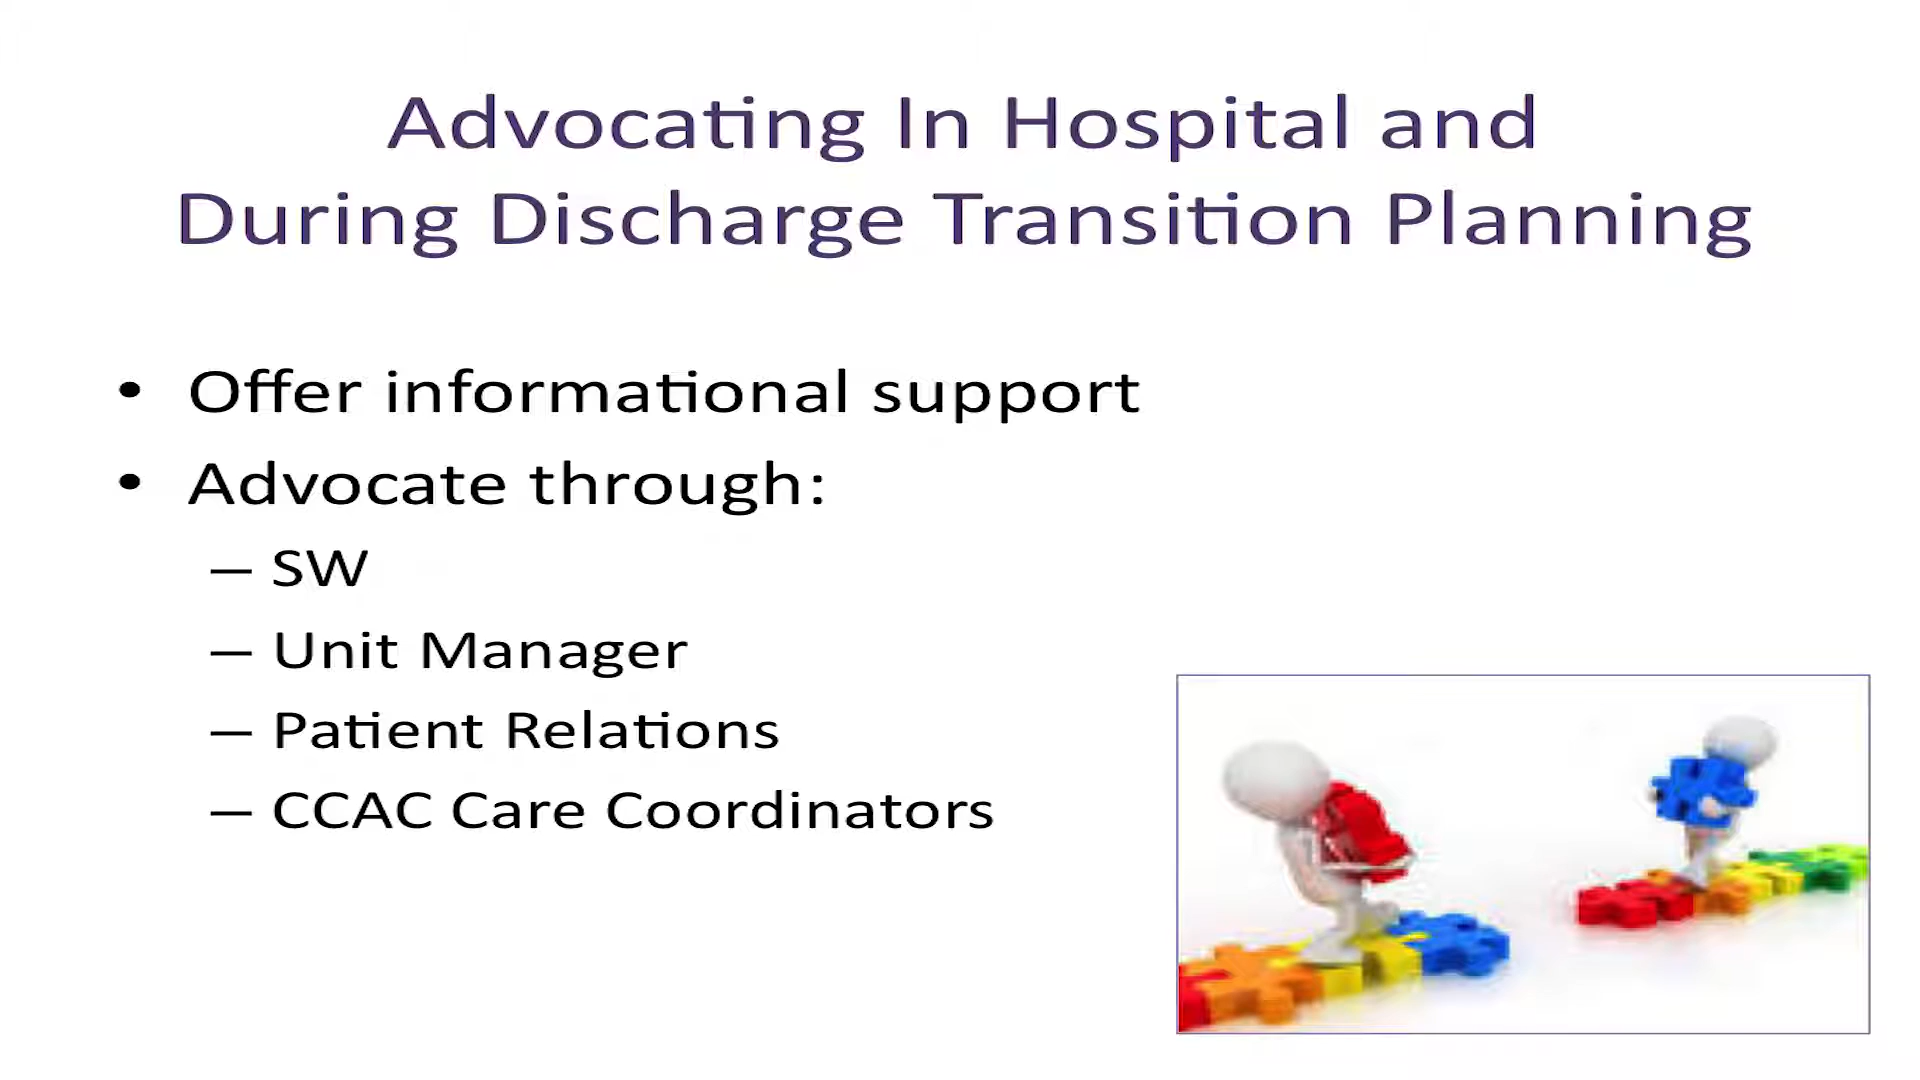 Advocating In Hospital and
During Discharge Transition Planning
• Offer informational support
• Advocate through:
– SW
– Unit Manager
– Patient Relations
– CCAC Care Coordinators